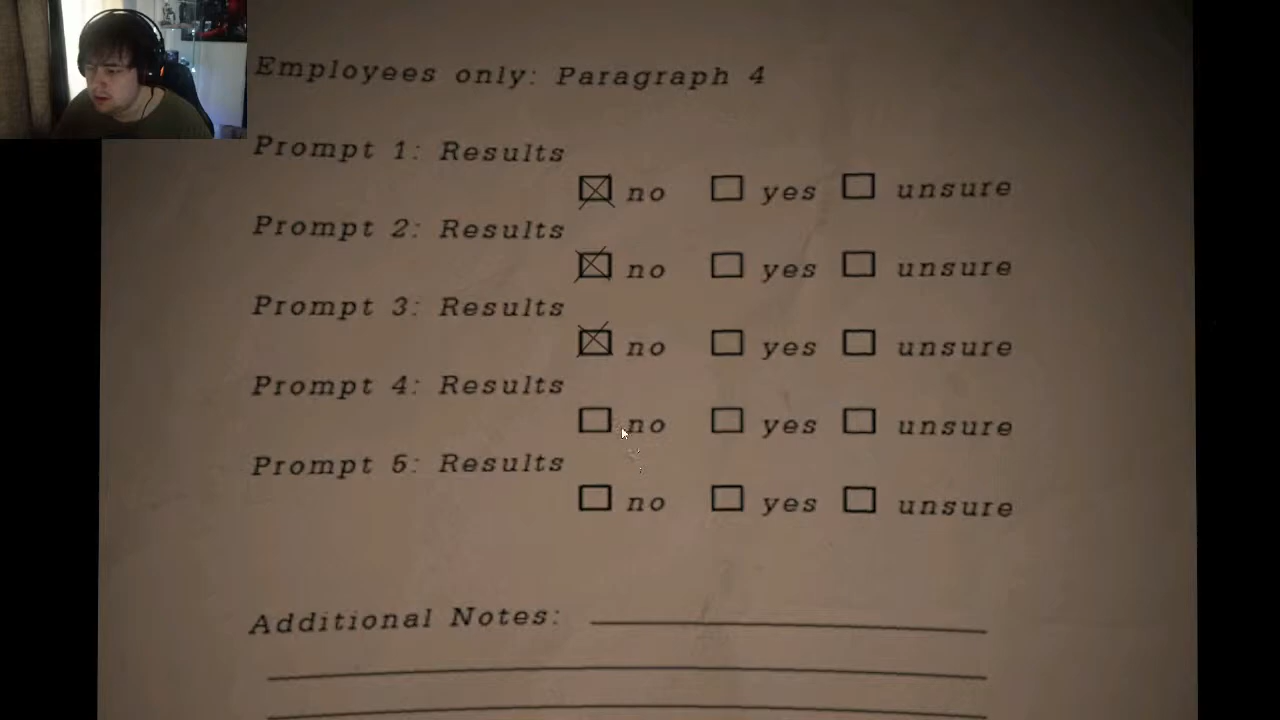 Employees only: Paragraph 4
Prompt 1: Results
no yes unsure
Prompt 2: Results
no yes unsure
Prompt 3: Results
no yes unsure
Prompt 4: Results
no yes unsure
Prompt 5: Results
no yes unsure
Additional Notes: